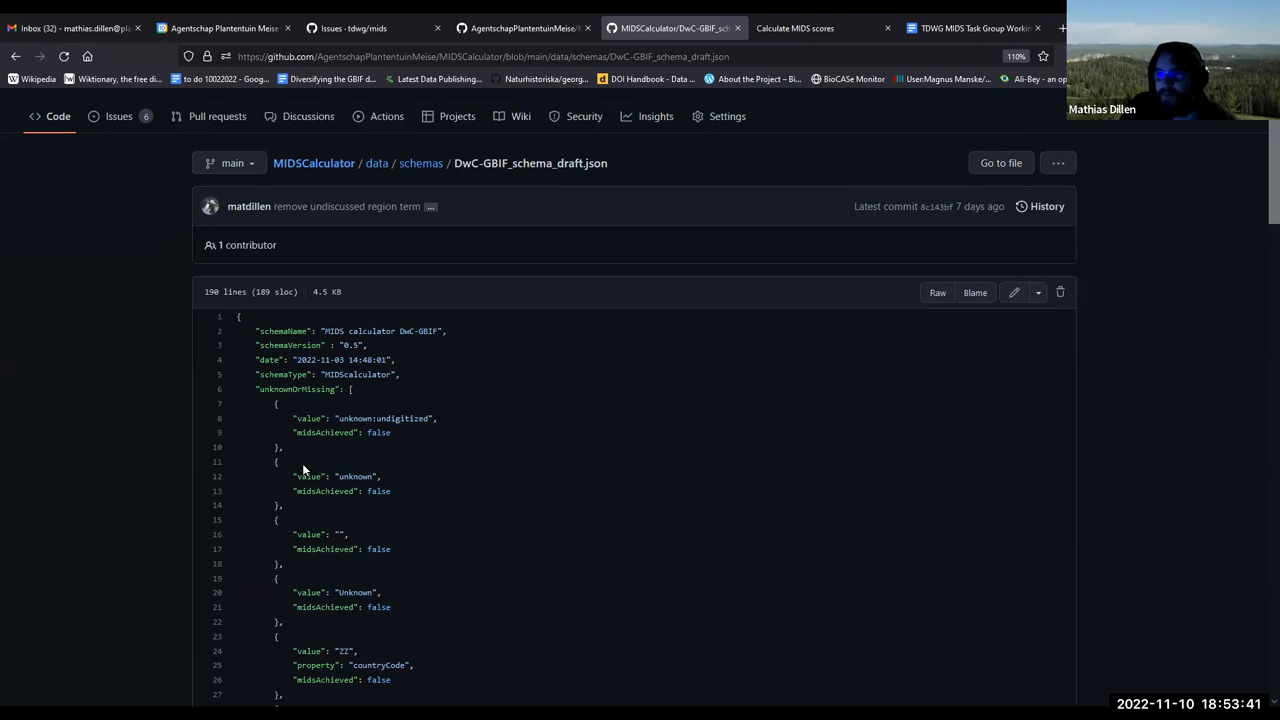 Inbox (32) - mathias.dillen@pl
Agentschap Plantentuin Meise
Issues · tdwg/mids
AgentschapPlantentuinMeise/
MIDSCalculator/DwC-GBIF_sch
Calculate MIDS scores
TDWG MIDS Task Group Workin
https://github.com/AgentschapPlantentuinMeise/MIDSCalculator/blob/main/data/schemas/DwC-GBIF_schema_draft.json
110%
Wikipedia
Wiktionary, the free di...
to do 10022022 - Goog...
Diversifying the GBIF d...
Latest Data Publishing...
Naturhistoriska/georg...
DOI Handbook - Data ...
About the Project – Bi...
BioCASE Monitor
User:Magnus Manske/...
Ali-Bey - an op
Mathias Dillen
Code
Issues 6
Pull requests
Discussions
Actions
Projects
Wiki
Security
Insights
Settings
main
MIDSCalculator / data / schemas / DwC-GBIF_schema_draft.json
Go to file
...
matdillen remove undiscussed region term ...
Latest commit 8c143bf 7 days ago
History
1 contributor
190 lines (189 sloc) | 4.5 KB
Raw
Blame
1 {
2 "schemaName": "MIDS calculator DwC-GBIF",
3 "schemaVersion" : "0.5",
4 "date": "2022-11-03 14:48:01",
5 "schemaType": "MIDScalculator",
6 "unknownOrMissing": [
7 {
8 "value": "unknown:undigitized",
9 "midsAchieved": false
10 },
11 {
12 "value": "unknown",
13 "midsAchieved": false
14 },
15 {
16 "value": "",
17 "midsAchieved": false
18 },
19 {
20 "value": "Unknown",
21 "midsAchieved": false
22 },
23 {
24 "value": "ZZ",
25 "property": "countryCode",
26 "midsAchieved": false
27 },
2022-11-10 18:53:41